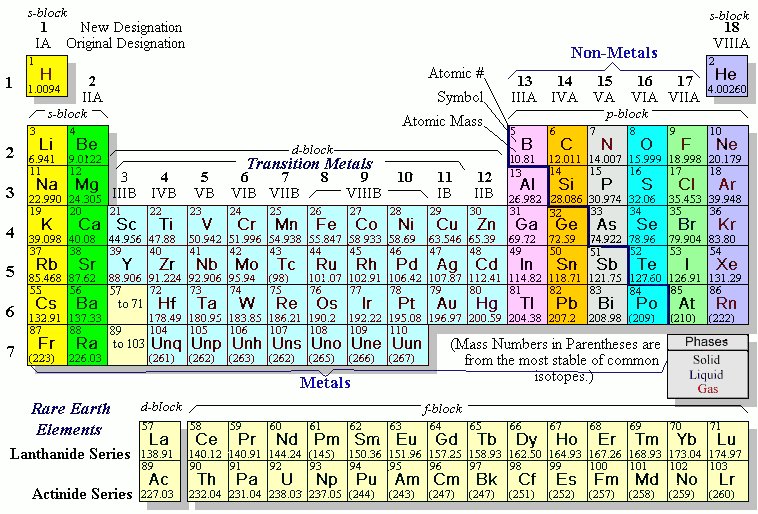 s-block
1 New Designation
IA Original Designation
s-block
18
VIIIA
Non-Metals
1
1 H 1.0094
2
IIA
Atomic #
Symbol
Atomic Mass
13 14 15 16 17
IIIA IVA VA VIA VIIA
2 He 4.00260
s-block
p-block
2
3 Li 6.941
4 Be 9.0122
d-block
Transition Metals
5 B 10.81
6 C 12.011
7 N 14.007
8 O 15.999
9 F 18.998
10 Ne 20.179
3
11 Na 22.990
12 Mg 24.305
3 4 5 6 7 8 9 10 11 12
IIIB IVB VB VIB VIIB VIIIB IB IIB
13 Al 26.982
14 Si 28.086
15 P 30.974
16 S 32.06
17 Cl 35.453
18 Ar 39.948
4
19 K 39.098
20 Ca 40.08
21 Sc 44.956
22 Ti 47.88
23 V 50.942
24 Cr 51.996
25 Mn 54.938
26 Fe 55.847
27 Co 58.933
28 Ni 58.69
29 Cu 63.546
30 Zn 65.39
31 Ga 69.72
32 Ge 72.59
33 As 74.922
34 Se 78.96
35 Br 79.904
36 Kr 83.80
5
37 Rb 85.468
38 Sr 87.62
39 Y 88.906
40 Zr 91.224
41 Nb 92.906
42 Mo 95.94
43 Tc (98)
44 Ru 101.07
45 Rh 102.91
46 Pd 106.42
47 Ag 107.87
48 Cd 112.41
49 In 114.82
50 Sn 118.71
51 Sb 121.75
52 Te 127.60
53 I 126.91
54 Xe 131.29
6
55 Cs 132.91
56 Ba 137.33
57 to 71
72 Hf 178.49
73 Ta 180.95
74 W 183.85
75 Re 186.21
76 Os 190.2
77 Ir 192.22
78 Pt 195.08
79 Au 196.97
80 Hg 200.59
81 Tl 204.38
82 Pb 207.2
83 Bi 208.98
84 Po (209)
85 At (210)
86 Rn (222)
7
87 Fr (223)
88 Ra 226.03
89 to 103
104 Unq (261)
105 Unp (262)
106 Unh (263)
107 Uns (262)
108 Uno (265)
109 Une (266)
110 Uun (267)
(Mass Numbers in Parentheses are
from the most stable of common
isotopes.)
Phases
Solid
Liquid
Gas
Metals
Rare Earth
Elements
d-block
f-block
Lanthanide Series
57 La 138.91
58 Ce 140.12
59 Pr 140.91
60 Nd 144.24
61 Pm (145)
62 Sm 150.36
63 Eu 151.96
64 Gd 157.25
65 Tb 158.93
66 Dy 162.50
67 Ho 164.93
68 Er 167.26
69 Tm 168.93
70 Yb 173.04
71 Lu 174.97
Actinide Series
89 Ac 227.03
90 Th 232.04
91 Pa 231.04
92 U 238.03
93 Np 237.05
94 Pu (244)
95 Am (243)
96 Cm (247)
97 Bk (247)
98 Cf (251)
99 Es (252)
100 Fm (257)
101 Md (258)
102 No (259)
103 Lr (260)